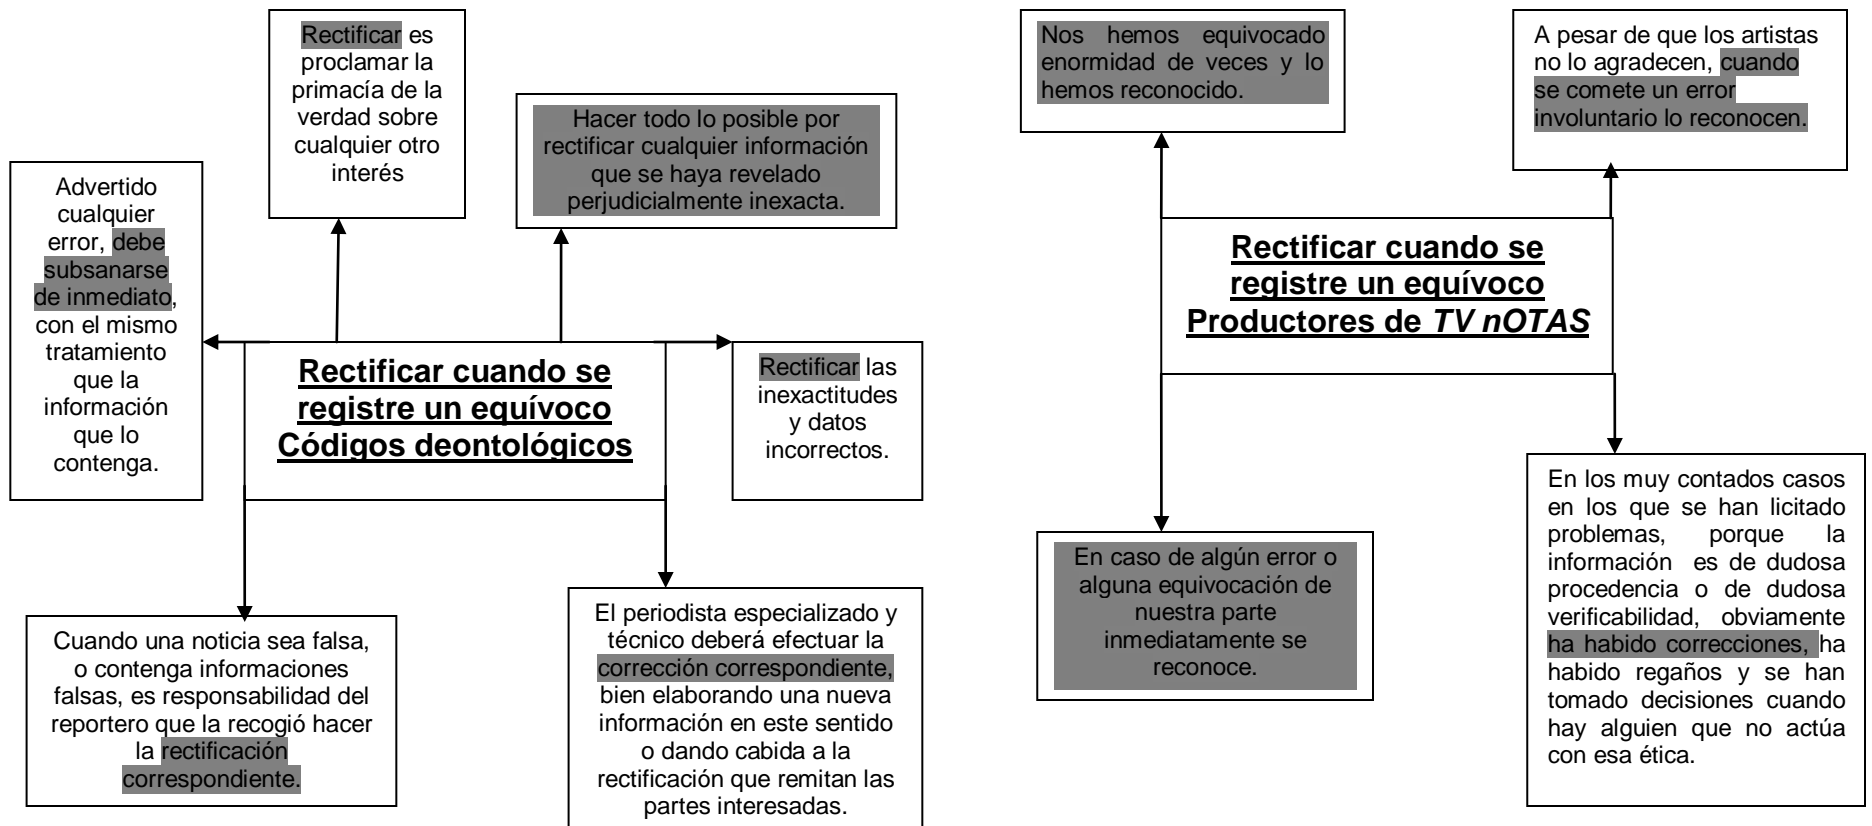 Rectificar es
proclamar la
primacía de la
verdad sobre
cualquier otro
interés
Hacer todo lo posible por
rectificar cualquier información
que se haya revelado
perjudicialmente inexacta.
Advertido
cualquier
error, debe
subsanarse
de inmediato,
con el mismo
tratamiento
que la
información
que lo
contenga.
Rectificar cuando se
registre un equívoco
Códigos deontológicos
Rectificar las
inexactitudes
y datos
incorrectos.
Cuando una noticia sea falsa,
o contenga informaciones
falsas, es responsabilidad del
reportero que la recogió hacer
la rectificación
correspondiente.
El periodista especializado y
técnico deberá efectuar la
corrección correspondiente,
bien elaborando una nueva
información en este sentido
o dando cabida a la
rectificación que remitan las
partes interesadas.
Nos hemos equivocado
enormidad de veces y lo
hemos reconocido.
A pesar de que los artistas
no lo agradecen, cuando
se comete un error
involuntario lo reconocen.
Rectificar cuando se
registre un equívoco
Productores de TV nOTAS
En caso de algún error o
alguna equivocación de
nuestra parte
inmediatamente se
reconoce.
En los muy contados casos
en los que se han licitado
problemas, porque la
información es de dudosa
procedencia o de dudosa
verificabilidad, obviamente
ha habido correcciones, ha
habido regaños y se han
tomado decisiones cuando
hay alguien que no actúa
con esa ética.